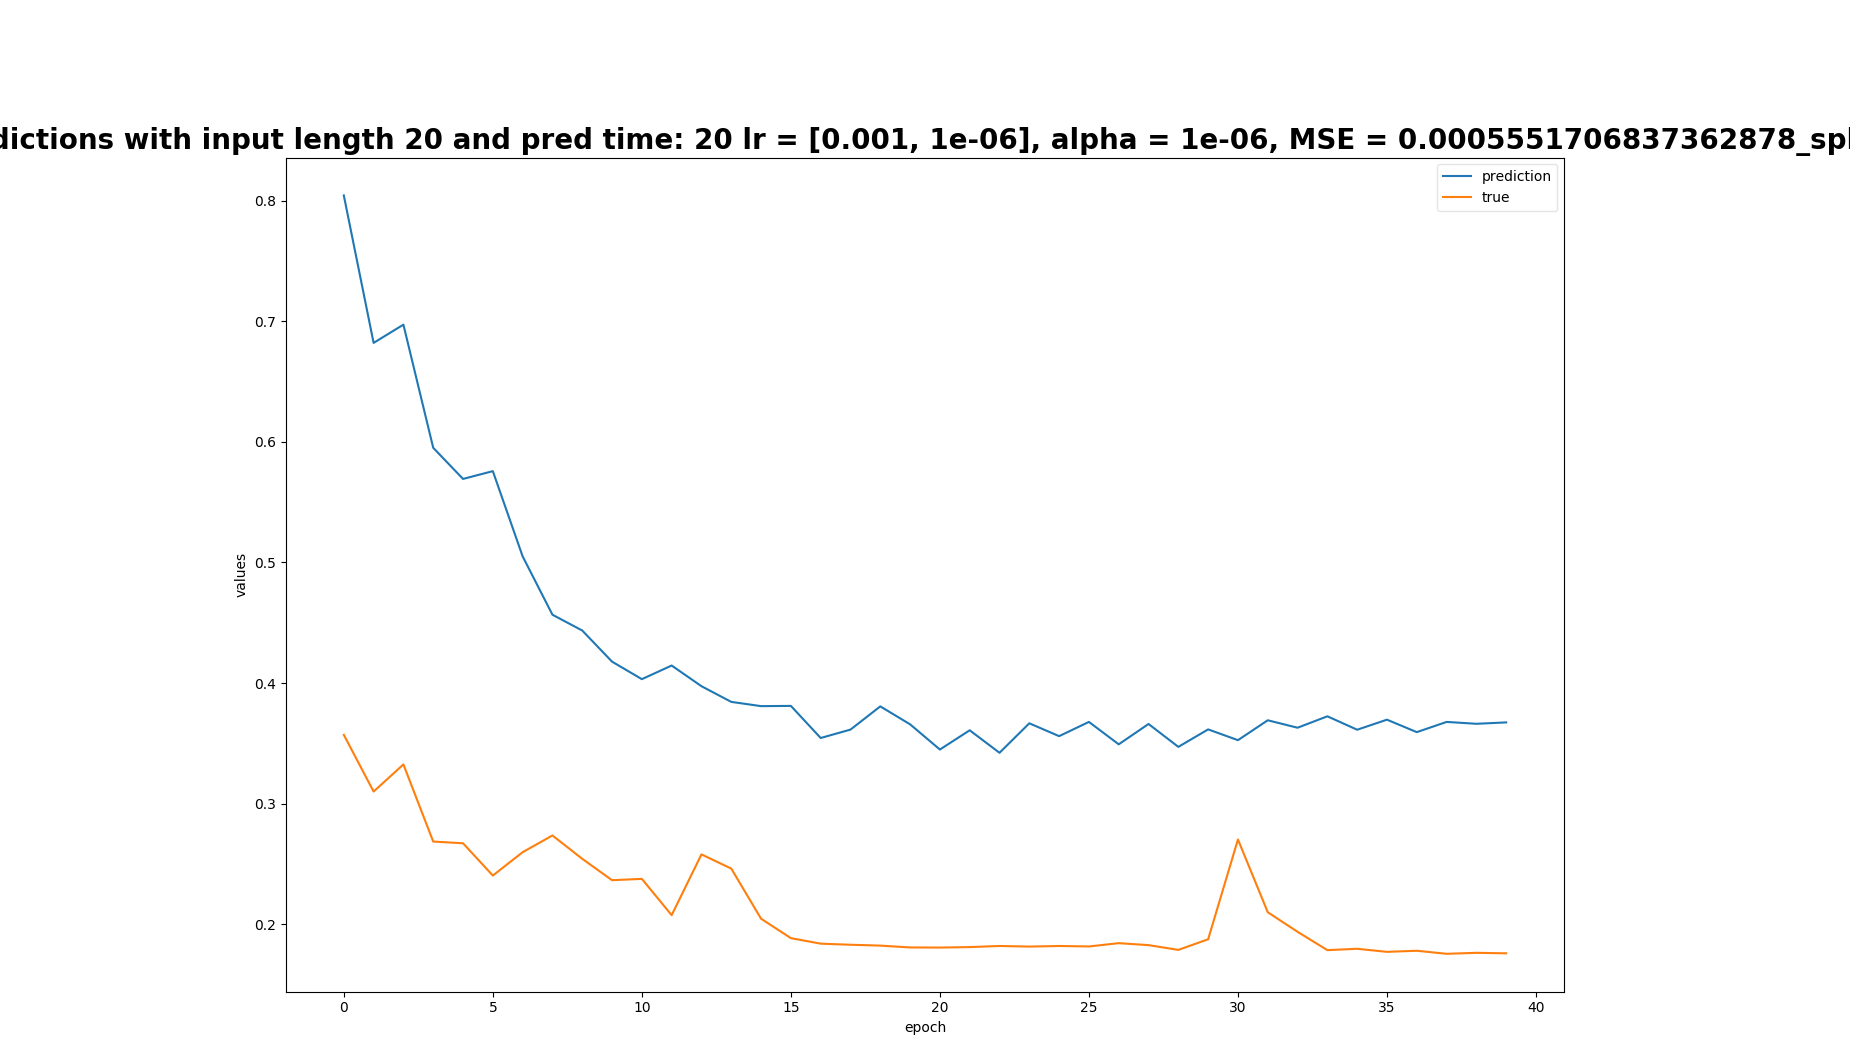 dictions with input length 20 and pred time: 20 lr = [0.001, 1e-06], alpha = 1e-06, MSE = 0.0005551706837362878_spl
prediction
true
0.8
0.7
0.6
0.5
0.4
0.3
0.2
values
0 5 10 15 20 25 30 35 40
epoch